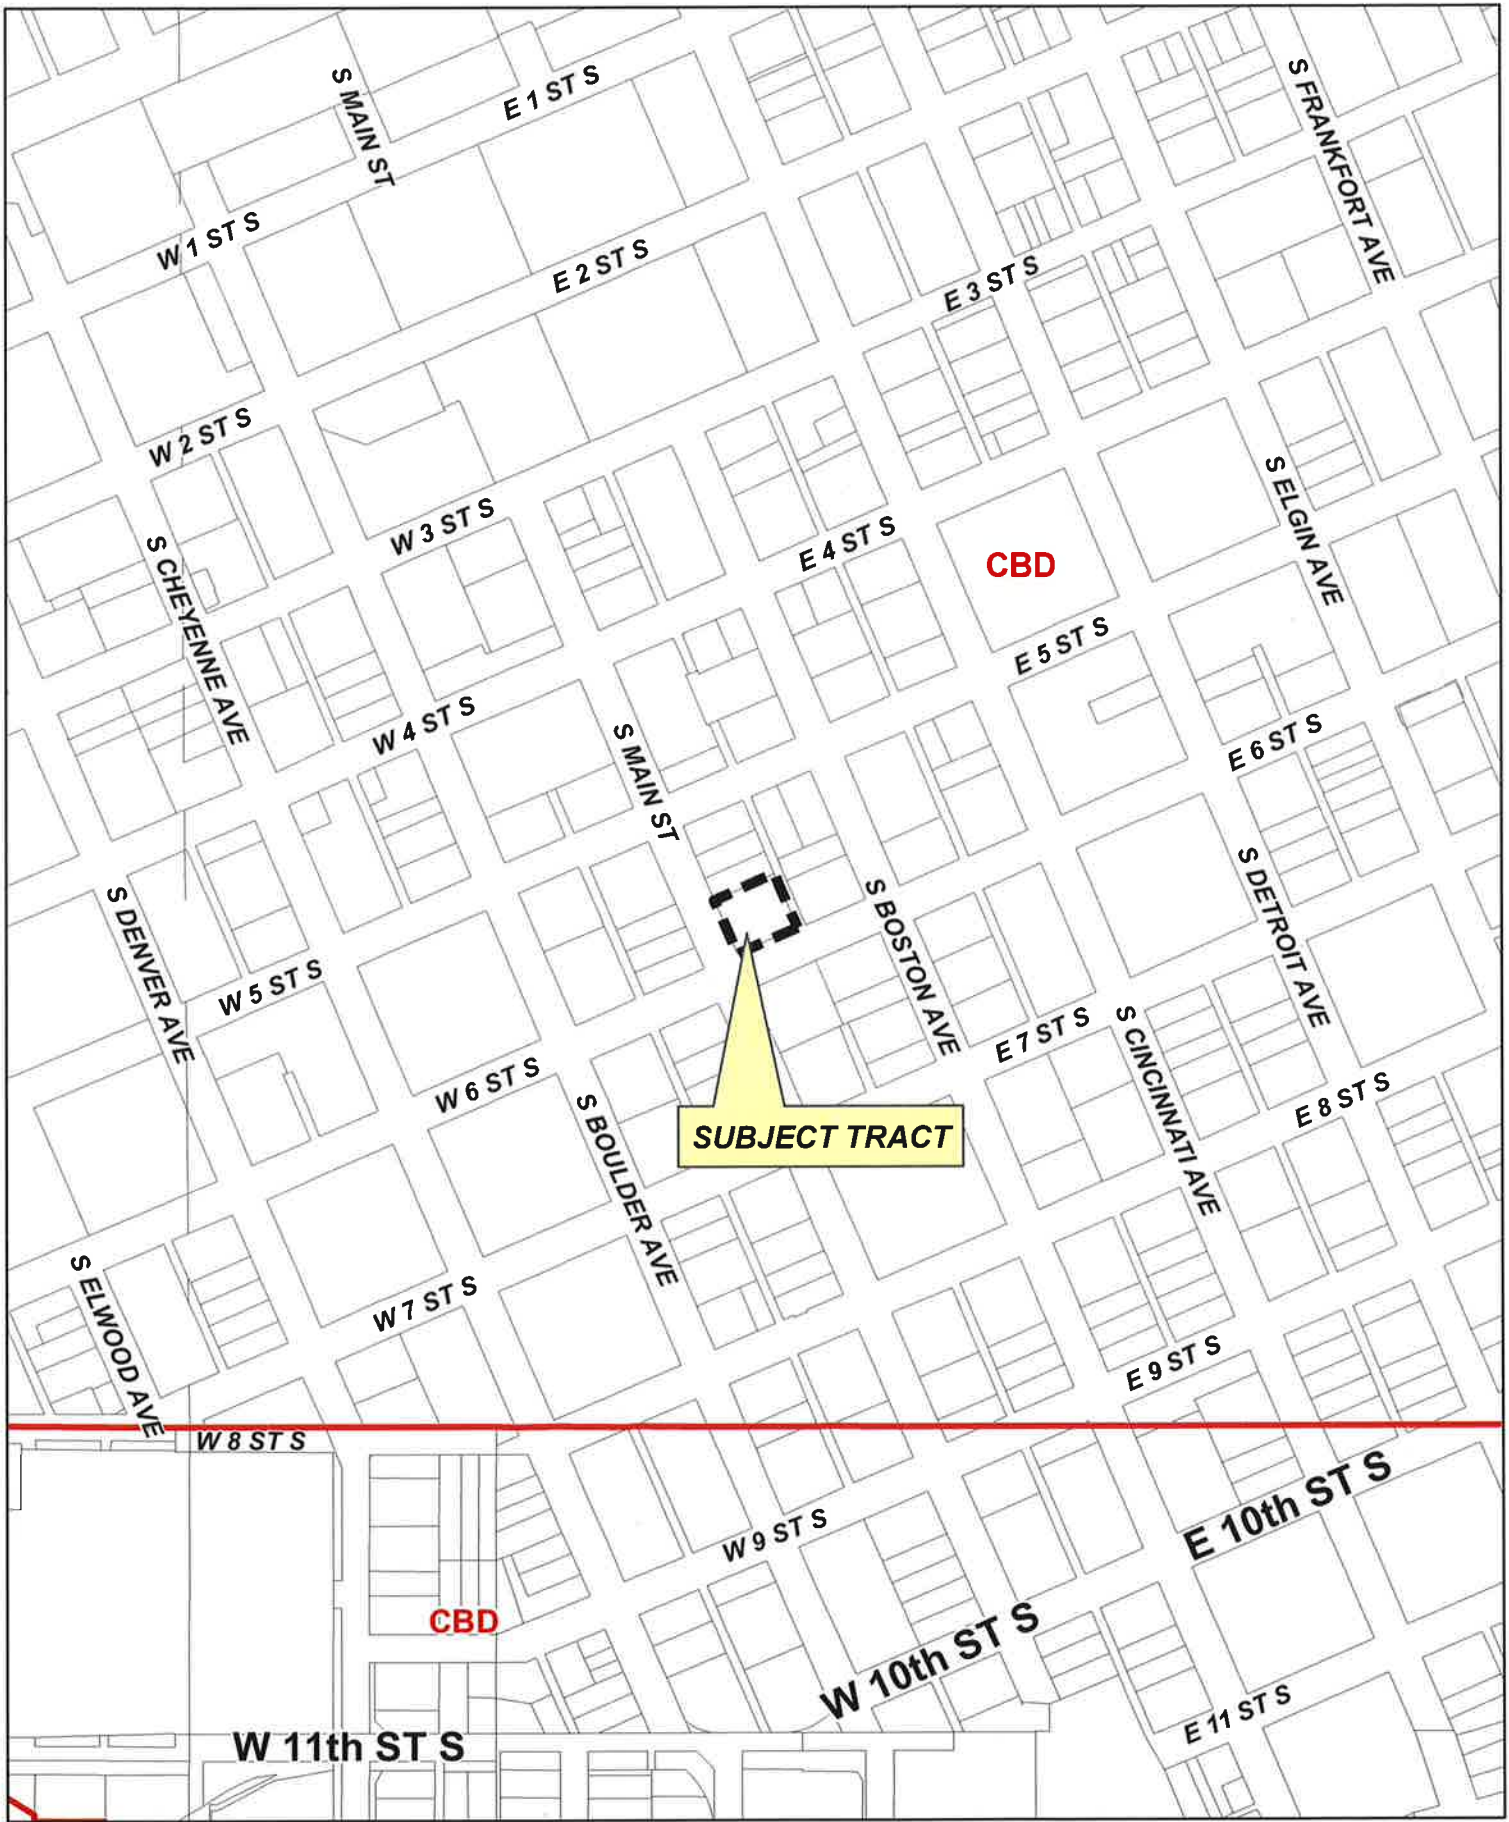 S MAIN ST
E 1 ST S
S FRANKFORT AVE
W 1 ST S
E 2 ST S
E 3 ST S
W 2 ST S
W 3 ST S
S CHEYENNE AVE
E 4 ST S
CBD
S ELGIN AVE
E 5 ST S
W 4 ST S
S MAIN ST
E 6 ST S
S DENVER AVE
W 5 ST S
S BOSTON AVE
S DETROIT AVE
E 7 ST S
S CINCINNATI AVE
W 6 ST S
E 8 ST S
S BOULDER AVE
SUBJECT TRACT
S ELWOOD AVE
W 7 ST S
E 9 ST S
W 8 ST S
E 10th ST S
W 9 ST S
CBD
W 10th ST S
E 11 ST S
W 11th ST S